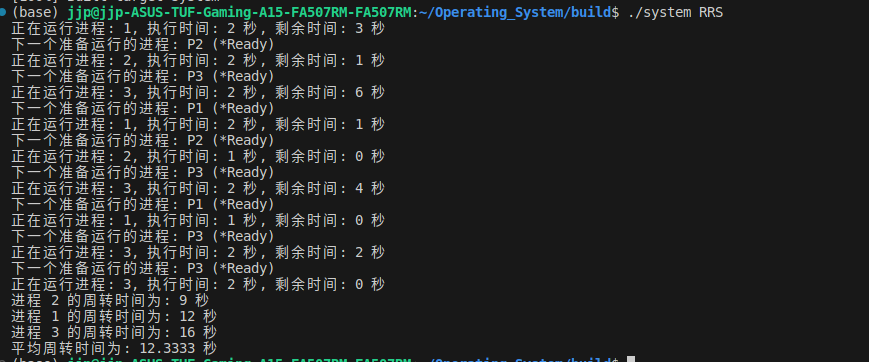 (base) jjp@jjp-ASUS-TUF-Gaming-A15-FA507RM-FA507RM:~/Operating_System/build$ ./system RRS
正在运行进程: 1, 执行时间: 2 秒, 剩余时间: 3 秒
下一个准备运行的进程: P2 (*Ready)
正在运行进程: 2, 执行时间: 2 秒, 剩余时间: 1 秒
下一个准备运行的进程: P3 (*Ready)
正在运行进程: 3, 执行时间: 2 秒, 剩余时间: 6 秒
下一个准备运行的进程: P1 (*Ready)
正在运行进程: 1, 执行时间: 2 秒, 剩余时间: 1 秒
下一个准备运行的进程: P2 (*Ready)
正在运行进程: 2, 执行时间: 1 秒, 剩余时间: 0 秒
下一个准备运行的进程: P3 (*Ready)
正在运行进程: 3, 执行时间: 2 秒, 剩余时间: 4 秒
下一个准备运行的进程: P1 (*Ready)
正在运行进程: 1, 执行时间: 1 秒, 剩余时间: 0 秒
下一个准备运行的进程: P3 (*Ready)
正在运行进程: 3, 执行时间: 2 秒, 剩余时间: 2 秒
下一个准备运行的进程: P3 (*Ready)
正在运行进程: 3, 执行时间: 2 秒, 剩余时间: 0 秒
进程 2 的周转时间为: 9 秒
进程 1 的周转时间为: 12 秒
进程 3 的周转时间为: 16 秒
平均周转时间为: 12.3333 秒
(base) jjp@jjp-ASUS-TUF-Gaming-A15-FA507RM-FA507RM:~/Operating_System/build$